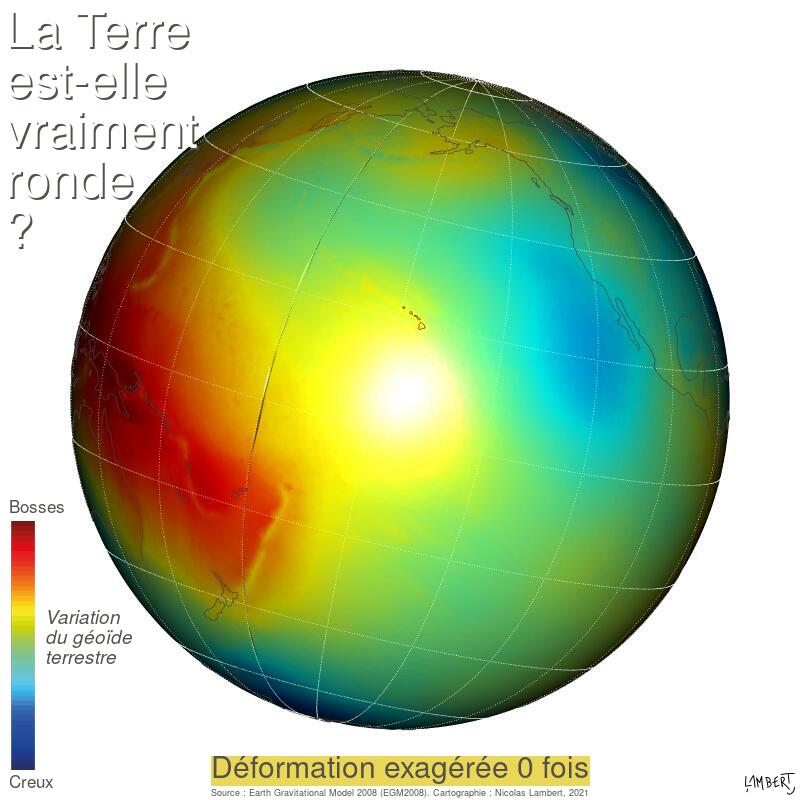 La Terre
est-elle
vraiment
ronde
?
Bosses
Variation
du géoïde
terrestre
Creux
Déformation exagérée 0 fois
Source : Earth Gravitational Model 2008 (EGM2008). Cartographie : Nicolas Lambert, 2021
LAMBERT